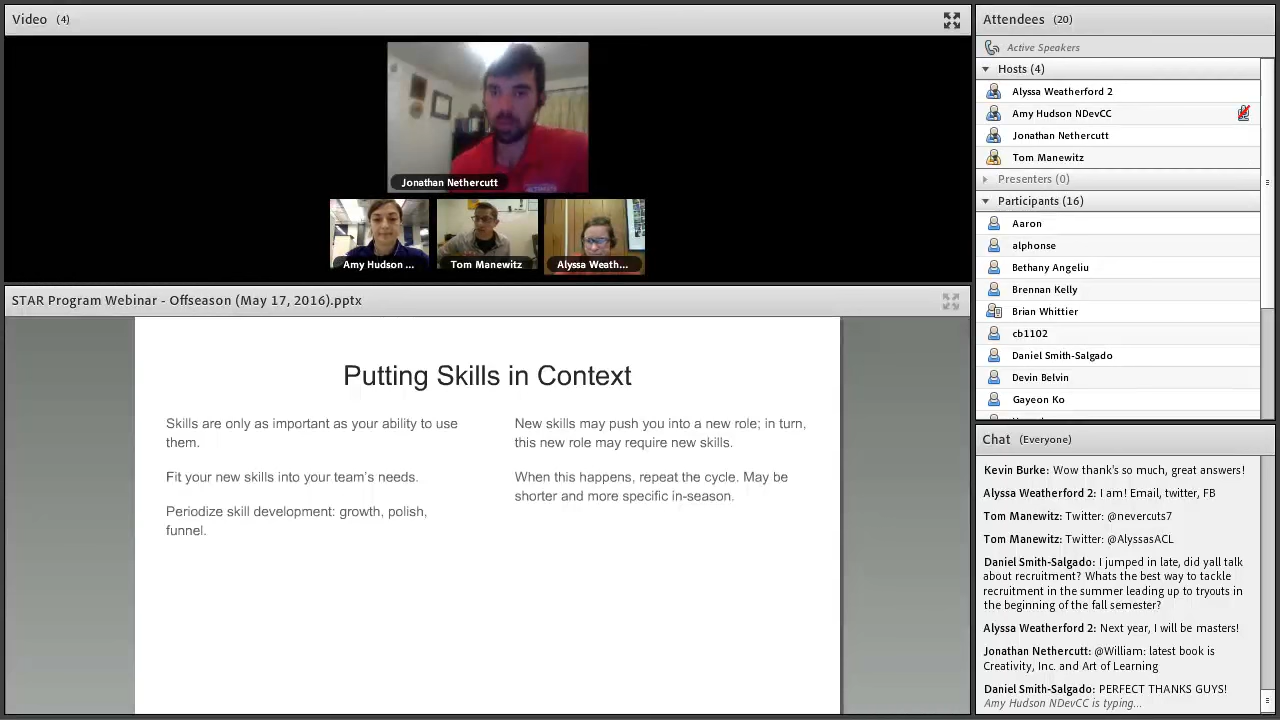 Video (4)
Jonathan Nethercutt
Amy Hudson ...
Tom Manewitz
Alyssa Weath...
STAR Program Webinar - Offseason (May 17, 2016).pptx
Putting Skills in Context
Skills are only as important as your ability to use
them.
Fit your new skills into your team's needs.
Periodize skill development: growth, polish,
funnel.
New skills may push you into a new role; in turn,
this new role may require new skills.
When this happens, repeat the cycle. May be
shorter and more specific in-season.
Attendees (20)
Active Speakers
Hosts (4)
Alyssa Weatherford 2
Amy Hudson NDevCC
Jonathan Nethercutt
Tom Manewitz
Presenters (0)
Participants (16)
Aaron
alphonse
Bethany Angeliu
Brennan Kelly
Brian Whittier
cb1102
Daniel Smith-Salgado
Devin Belvin
Gayeon Ko
Chat (Everyone)
Kevin Burke: Wow thank's so much, great answers!
Alyssa Weatherford 2: I am! Email, twitter, FB
Tom Manewitz: Twitter: @nevercuts7
Tom Manewitz: Twitter: @AlyssasACL
Daniel Smith-Salgado: I jumped in late, did yall talk
about recruitment? Whats the best way to tackle
recruitment in the summer leading up to tryouts in
the beginning of the fall semester?
Alyssa Weatherford 2: Next year, I will be masters!
Jonathan Nethercutt: @William: latest book is
Creativity, Inc. and Art of Learning
Daniel Smith-Salgado: PERFECT THANKS GUYS!
Amy Hudson NDevCC is typing...